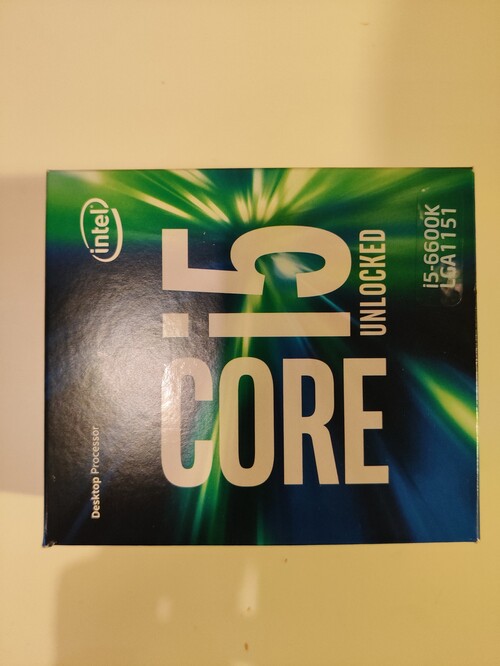 intel
i5
CORE
UNLOCKED
i5-6600K
LGA1151
Desktop Processor